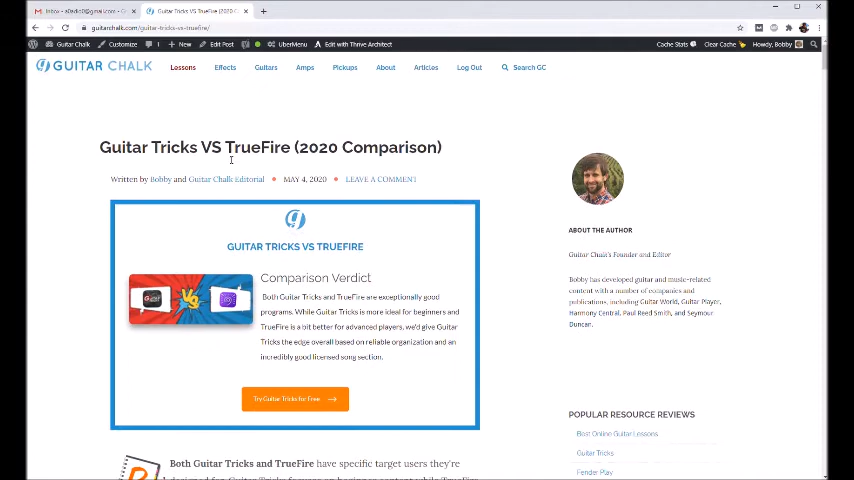 Guitar Tricks VS TrueFire (2020 C
guitarchalk.com/guitar-tricks-vs-truefire/
Guitar Chalk Customize 1 New Edit Post UberMenu Edit with Thrive Architect Cache Stats Clear Cache Howdy, Bobby
GUITAR CHALK Lessons Effects Guitars Amps Pickups About Articles Log Out Search GC
Guitar Tricks VS TrueFire (2020 Comparison)
Written by Bobby and Guitar Chalk Editorial MAY 4, 2020 LEAVE A COMMENT
g
GUITAR TRICKS VS TRUEFIRE
VS
Comparison Verdict
Both Guitar Tricks and TrueFire are exceptionally good
programs. While Guitar Tricks is more ideal for beginners and
TrueFire is a bit better for advanced players, we'd give Guitar
Tricks the edge overall based on reliable organization and an
incredibly good licensed song section.
Try Guitar Tricks for Free
Both Guitar Tricks and TrueFire have specific target users they're
ABOUT THE AUTHOR
Guitar Chalk's Founder and Editor
Bobby has developed guitar and music-related
content with a number of companies and
publications, including Guitar World, Guitar Player,
Harmony Central, Paul Reed Smith, and Seymour
Duncan.
POPULAR RESOURCE REVIEWS
Best Online Guitar Lessons
Guitar Tricks
Fender Play